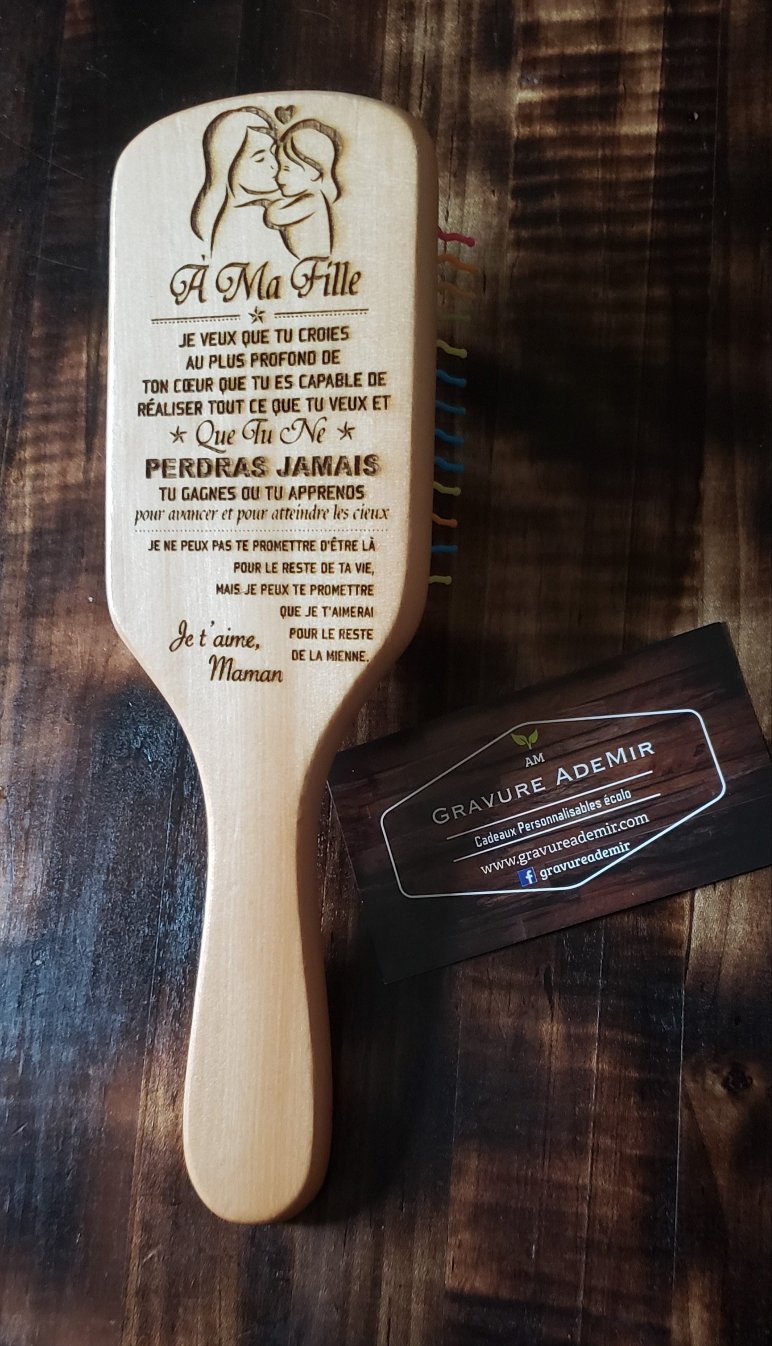 À Ma Fille
JE VEUX QUE TU CROIES
AU PLUS PROFOND DE
TON CŒUR QUE TU ES CAPABLE DE
RÉALISER TOUT CE QUE TU VEUX ET
Que Tu Ne
PERDRAS JAMAIS
TU GAGNES OU TU APPRENDS
pour avancer et pour atteindre les cieux
JE NE PEUX PAS TE PROMETTRE D'ÊTRE LÀ
POUR LE RESTE DE TA VIE,
MAIS JE PEUX TE PROMETTRE
QUE JE T'AIMERAI
POUR LE RESTE
DE LA MIENNE.
Je t'aime,
Maman
AM
GRAVURE ADEMIR
Cadeaux Personnalisables écolo
www.gravureademir.com
f gravureademir